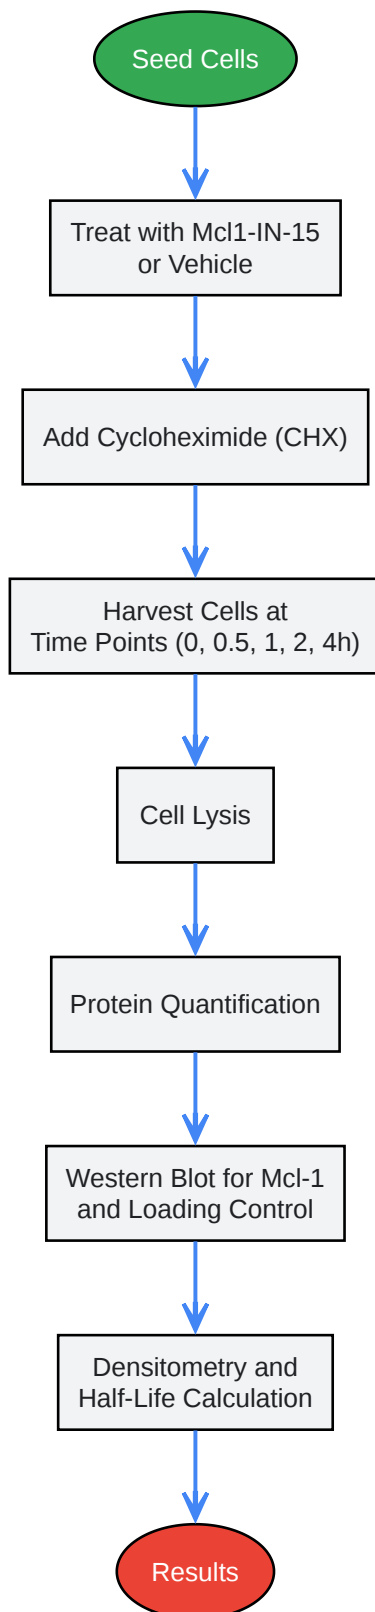 Seed Cells
Treat with Mcl1-IN-15
or Vehicle
Add Cycloheximide (CHX)
Harvest Cells at
Time Points (0, 0.5, 1, 2, 4h)
Cell Lysis
Protein Quantification
Western Blot for Mcl-1
and Loading Control
Densitometry and
Half-Life Calculation
Results